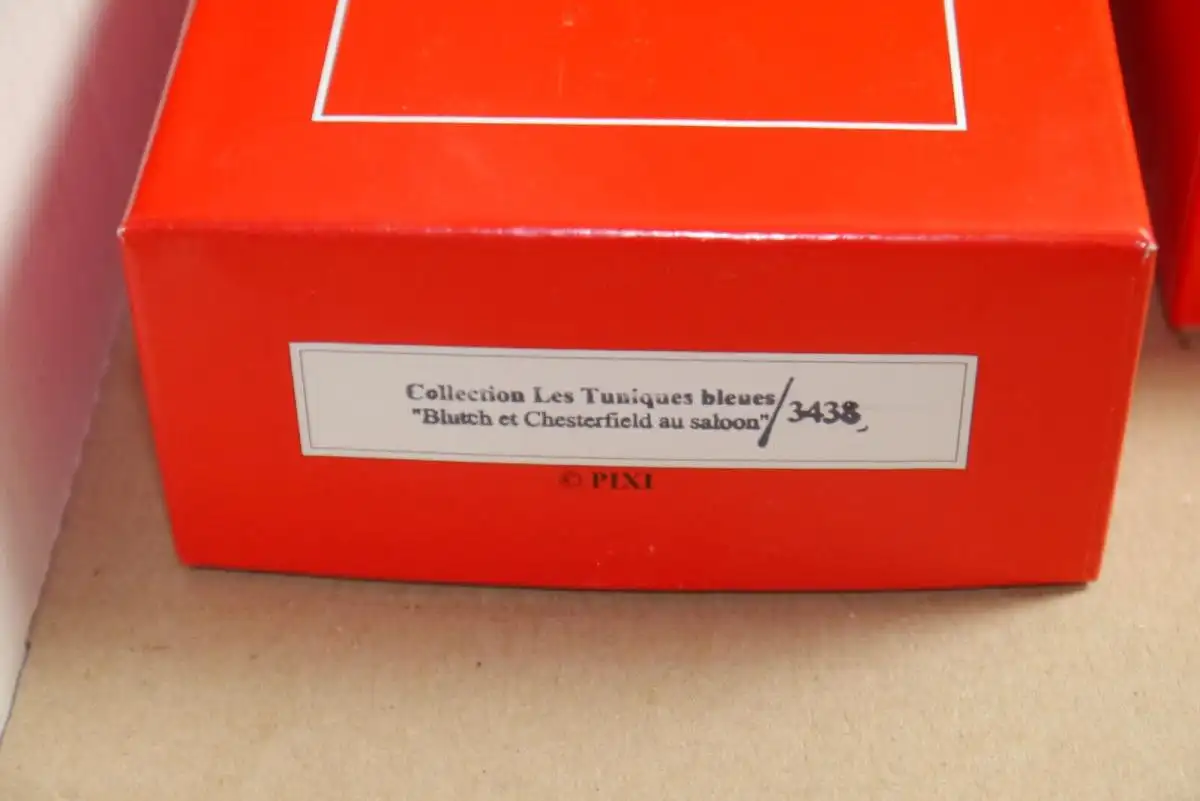 Collection Les Tuniques bleues
"Blutch et Chesterfield au saloon" / 3438
© PIXI